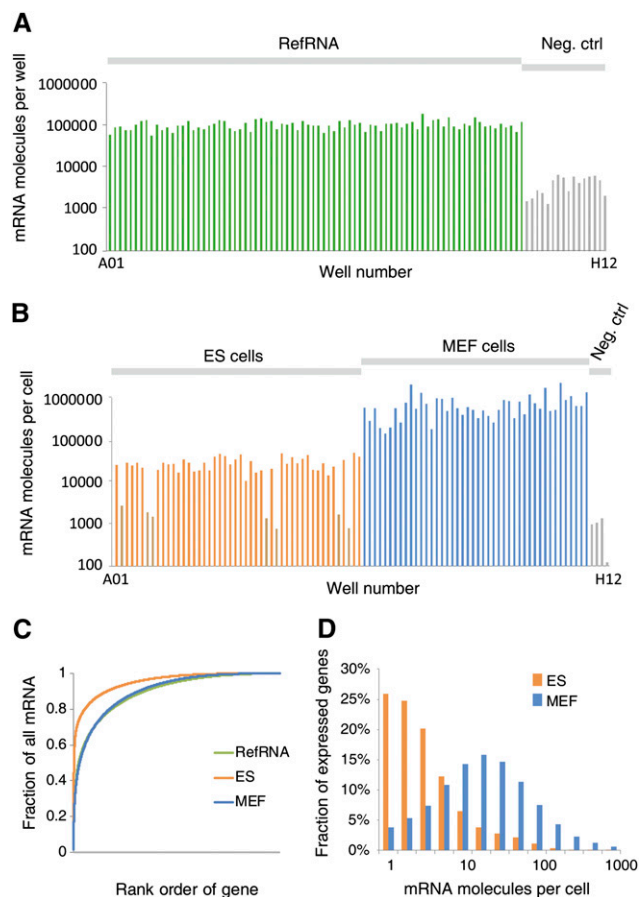 A
RefRNA
Neg. ctrl
mRNA molecules per well
1000000
100000
10000
1000
100
A01
H12
Well number
B
ES cells
MEF cells
Neg. ctrl
mRNA molecules per cell
1000000
100000
10000
1000
100
A01
H12
Well number
C
Fraction of all mRNA
1
0.8
0.6
0.4
0.2
0
RefRNA
ES
MEF
Rank order of gene
D
Fraction of expressed genes
30%
25%
20%
15%
10%
5%
0%
ES
MEF
1 10 100 1000
mRNA molecules per cell